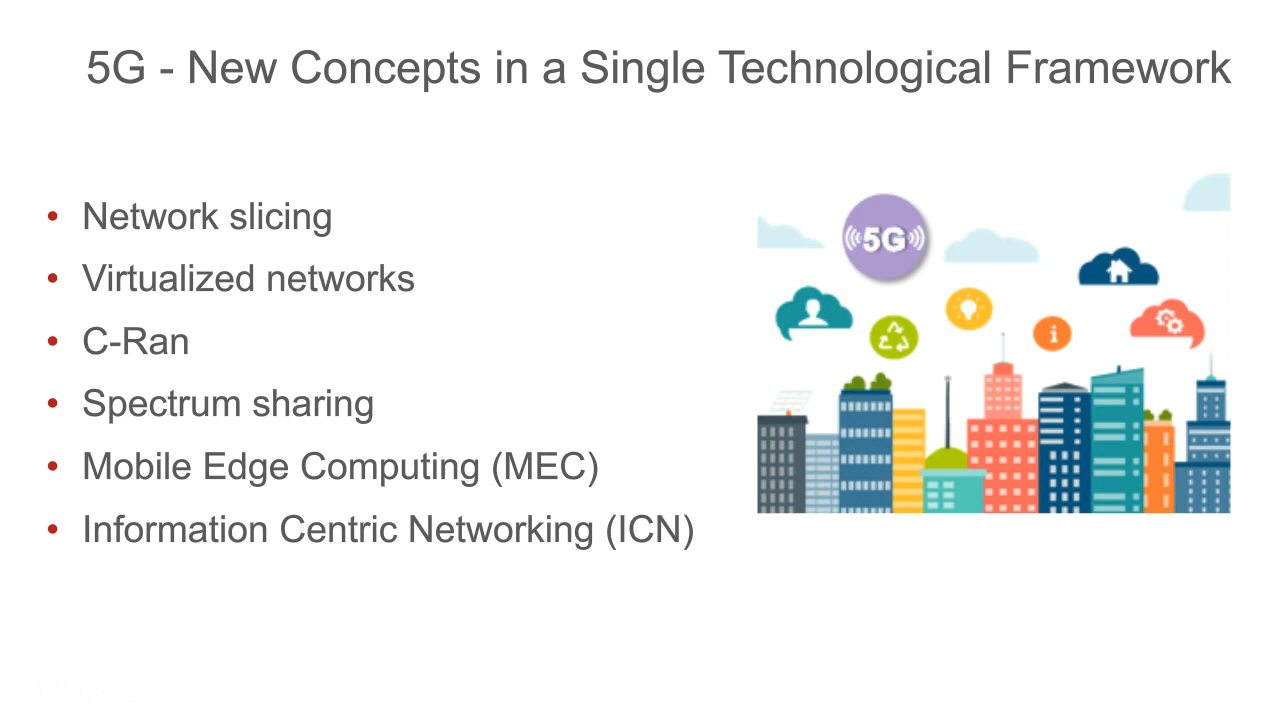 5G - New Concepts in a Single Technological Framework
• Network slicing
• Virtualized networks
• C-Ran
• Spectrum sharing
• Mobile Edge Computing (MEC)
• Information Centric Networking (ICN)
5G
i